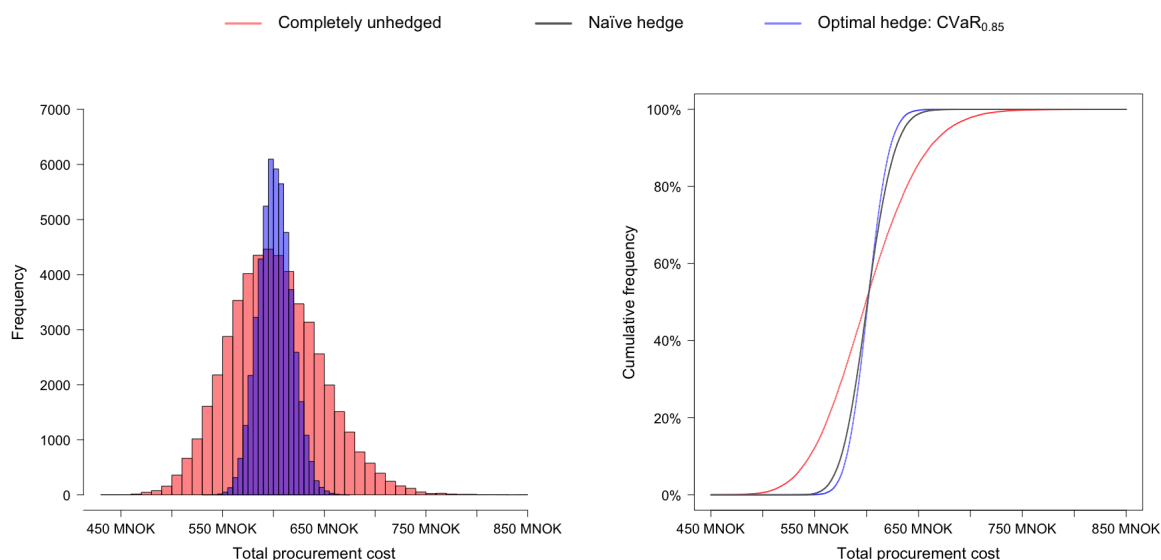 Completely unhedged
Naïve hedge
Optimal hedge: CVaR0.85
Frequency
7000
6000
5000
4000
3000
2000
1000
0
450 MNOK
550 MNOK
650 MNOK
750 MNOK
850 MNOK
Total procurement cost
Cumulative frequency
100%
80%
60%
40%
20%
0%
450 MNOK
550 MNOK
650 MNOK
750 MNOK
850 MNOK
Total procurement cost